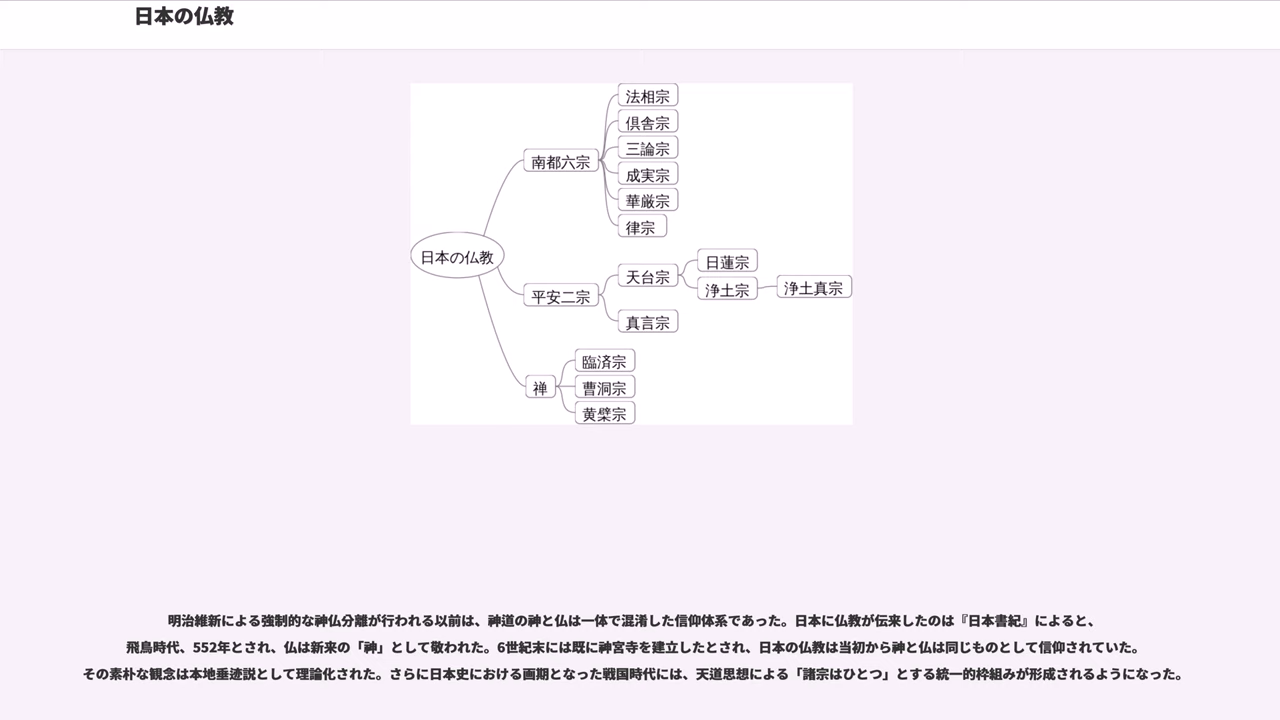 日本の仏教
法相宗
倶舎宗
三論宗
南都六宗
成実宗
華厳宗
律宗
日本の仏教
日蓮宗
天台宗
浄土宗
浄土真宗
平安二宗
真言宗
臨済宗
禅
曹洞宗
黄檗宗
明治維新による強制的な神仏分離が行われる以前は、神道の神と仏は一体で混淆した信仰体系であった。日本に仏教が伝来したのは『日本書紀』によると、
飛鳥時代、552年とされ、仏は新来の「神」として敬われた。6世紀末には既に神宮寺を建立したとされ、日本の仏教は当初から神と仏は同じものとして信仰されていた。
その素朴な観念は本地垂迹説として理論化された。さらに日本史における画期となった戦国時代には、天道思想による「諸宗はひとつ」とする統一的枠組みが形成されるようになった。